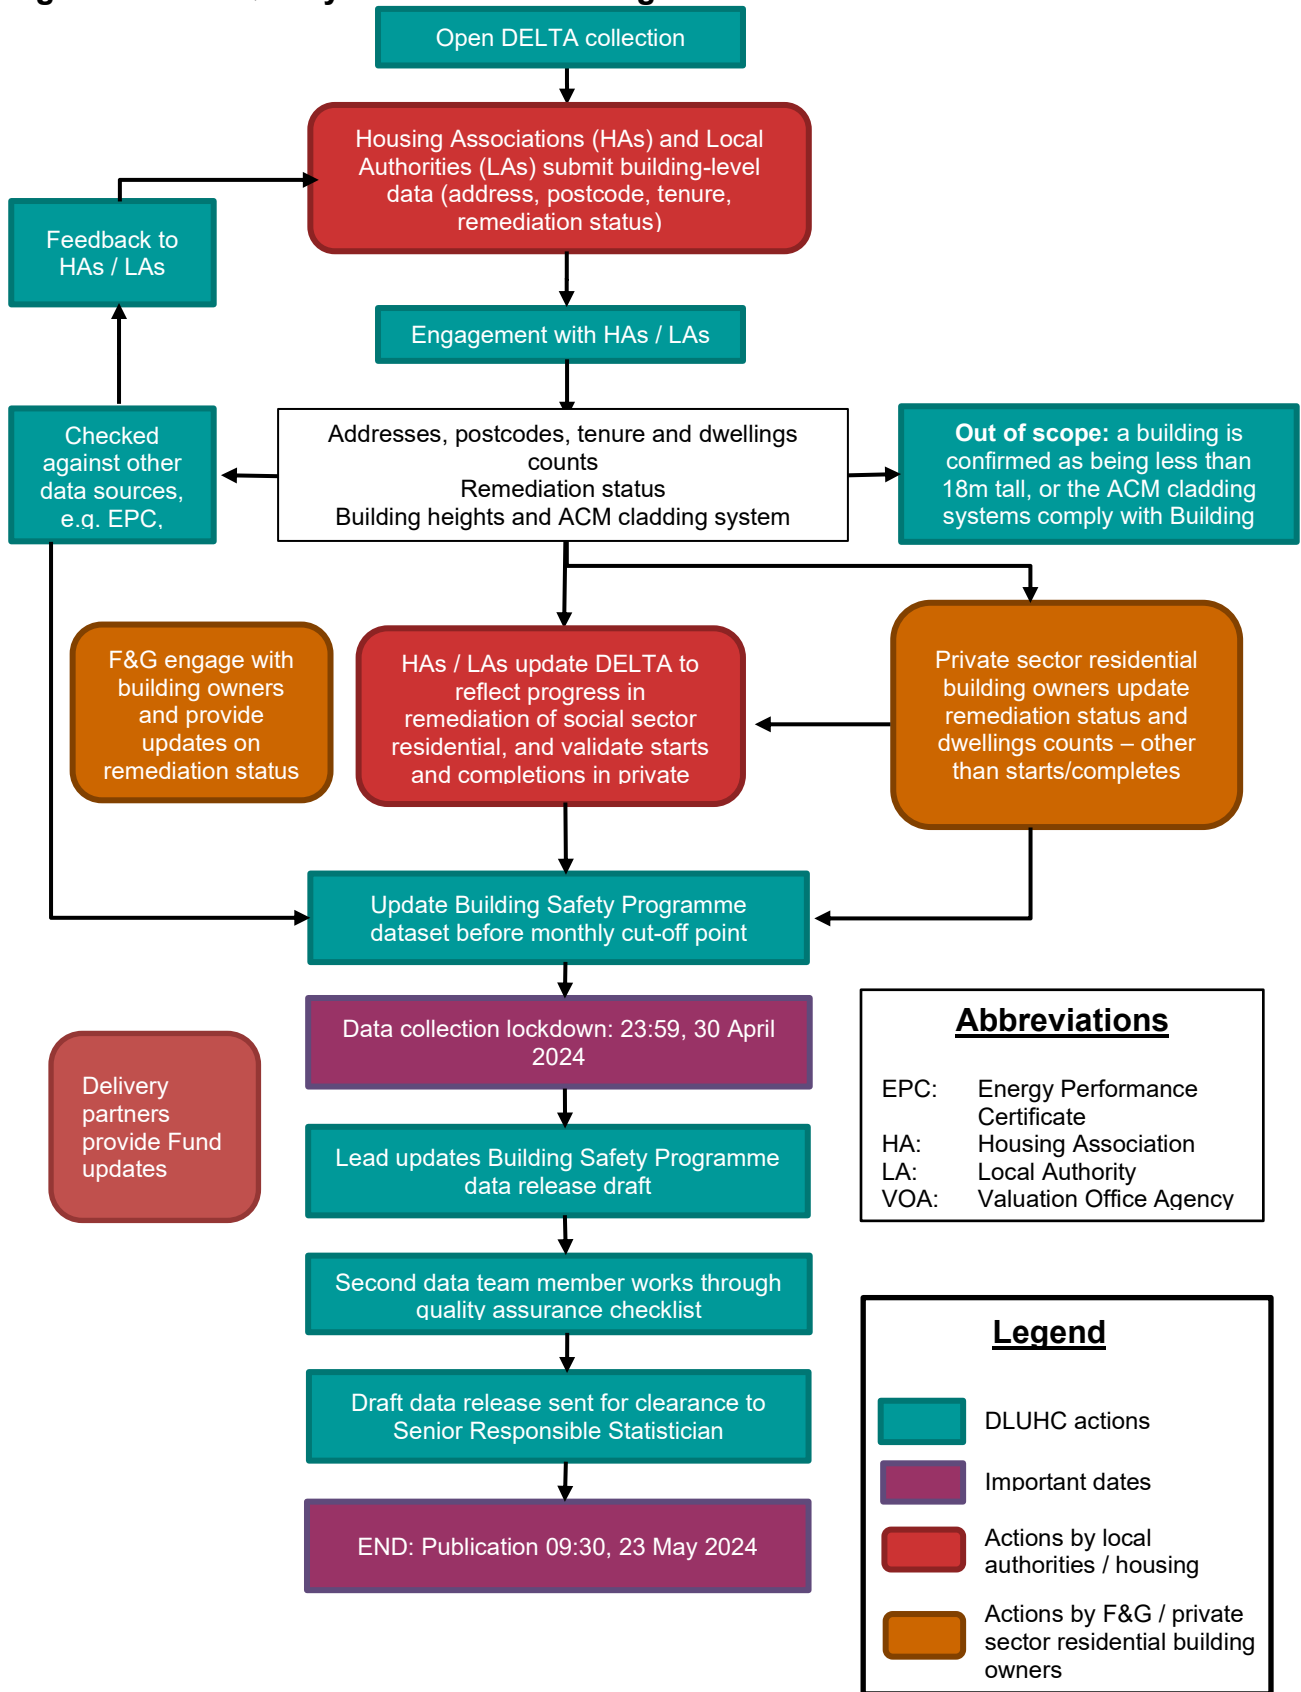 Open DELTA collection
Housing Associations (HAs) and Local
Authorities (LAs) submit building-level
data (address, postcode, tenure,
remediation status)
Feedback to
HAs / LAs
Engagement with HAs / LAs
Checked
against other
data sources,
e.g. EPC,
Addresses, postcodes, tenure and dwellings
counts
Remediation status
Building heights and ACM cladding system
Out of scope: a building is
confirmed as being less than
18m tall, or the ACM cladding
systems comply with Building
F&G engage with
building owners
and provide
updates on
remediation status
HAs / LAs update DELTA to
reflect progress in
remediation of social sector
residential, and validate starts
and completions in private
Private sector residential
building owners update
remediation status and
dwellings counts – other
than starts/completes
Update Building Safety Programme
dataset before monthly cut-off point
Data collection lockdown: 23:59, 30 April
2024
Delivery
partners
provide Fund
updates
Lead updates Building Safety Programme
data release draft
Second data team member works through
quality assurance checklist
Draft data release sent for clearance to
Senior Responsible Statistician
END: Publication 09:30, 23 May 2024
Abbreviations
EPC: Energy Performance
Certificate
HA: Housing Association
LA: Local Authority
VOA: Valuation Office Agency
Legend
DLUHC actions
Important dates
Actions by local
authorities / housing
Actions by F&G / private
sector residential building
owners